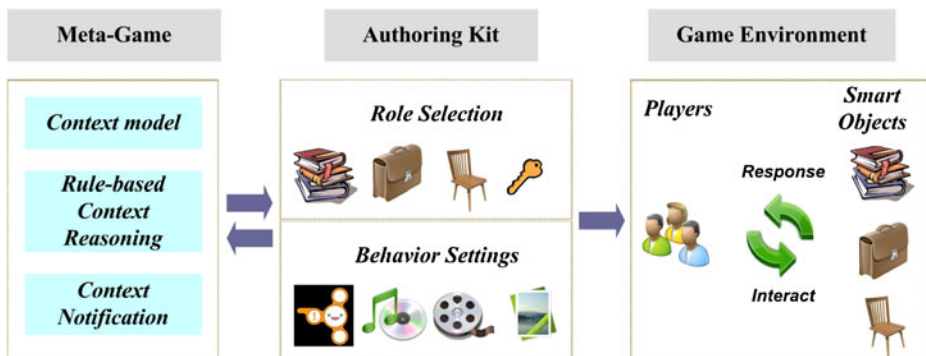 Meta-Game
Authoring Kit
Game Environment
Context model
Rule-based
Context
Reasoning
Context
Notification
Role Selection
Behavior Settings
Players
Smart
Objects
Response
Interact